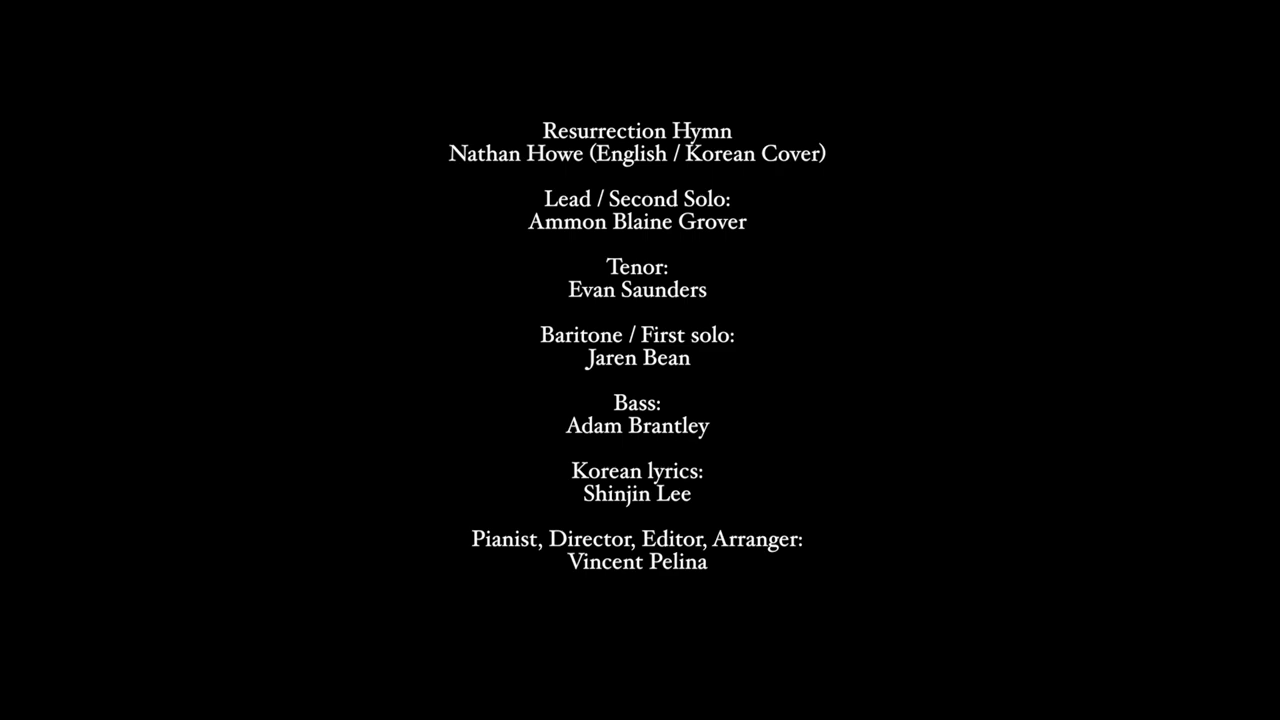 Resurrection Hymn
Nathan Howe (English / Korean Cover)
Lead / Second Solo:
Ammon Blaine Grover
Tenor:
Evan Saunders
Baritone / First solo:
Jaren Bean
Bass:
Adam Brantley
Korean lyrics:
Shinjin Lee
Pianist, Director, Editor, Arranger:
Vincent Pelina